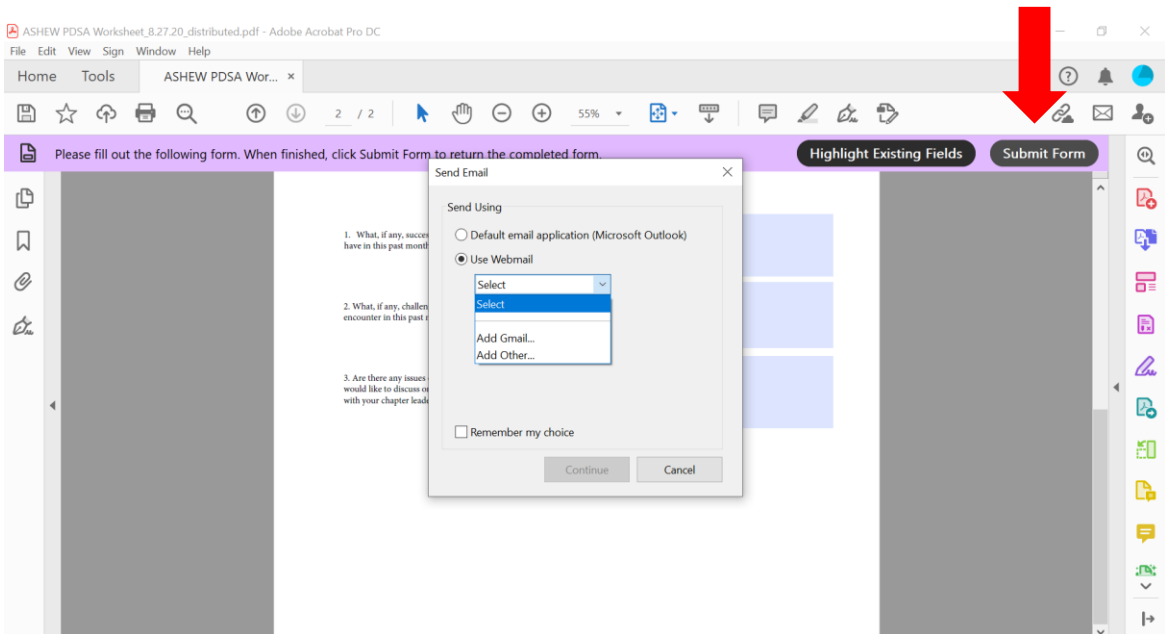 ASHEW PDSA Worksheet_8.27.20_distributed.pdf - Adobe Acrobat Pro DC
File Edit View Sign Window Help
Home Tools ASHEW PDSA Wor... ×
2 / 2 55%
Please fill out the following form. When finished, click Submit Form to return the completed form.
Highlight Existing Fields Submit Form
Send Email
Send Using
Default email application (Microsoft Outlook)
Use Webmail
Select
Select
Add Gmail...
Add Other...
Remember my choice
Continue Cancel
1. What, if any,
have in this past
2. What, if any,
encounter in this past
3. Are there any issues
would like to discuss
with your chapter